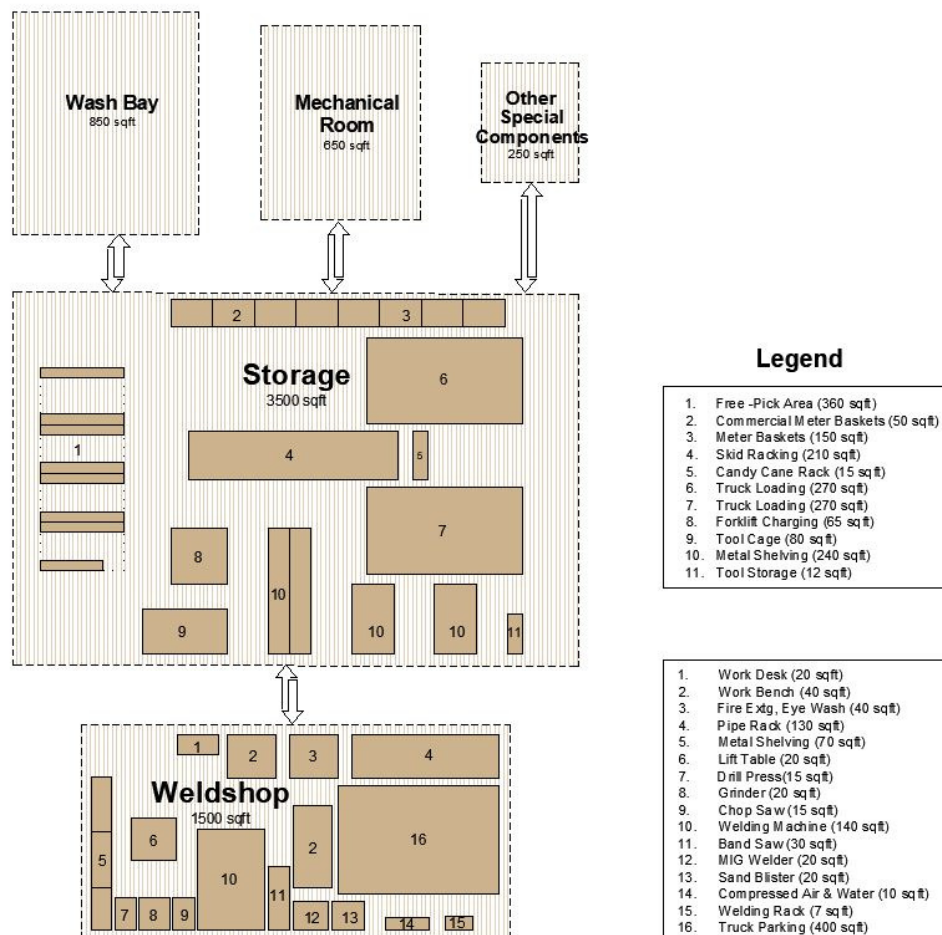 Wash Bay
850 sqft
Mechanical
Room
650 sqft
Other
Special
Components
250 sqft
2
3
Storage
3500 sqft
6
1
4
5
7
8
10
9
10
10
11
Legend
1. Free -Pick Area (360 sqft)
2. Commercial Meter Baskets (50 sqft)
3. Meter Baskets (150 sqft)
4. Skid Racking (210 sqft)
5. Candy Cane Rack (15 sqft)
6. Truck Loading (270 sqft)
7. Truck Loading (270 sqft)
8. Forklift Charging (65 sqft)
9. Tool Cage (80 sqft)
10. Metal Shelving (240 sqft)
11. Tool Storage (12 sqft)
1
2
3
4
Weldshop
1500 sqft
5
6
10
2
16
7
8
9
11
12
13
14
15
1. Work Desk (20 sqft)
2. Work Bench (40 sqft)
3. Fire Extg, Eye Wash (40 sqft)
4. Pipe Rack (130 sqft)
5. Metal Shelving (70 sqft)
6. Lift Table (20 sqft)
7. Drill Press(15 sqft)
8. Grinder (20 sqft)
9. Chop Saw (15 sqft)
10. Welding Machine (140 sqft)
11. Band Saw (30 sqft)
12. MIG Welder (20 sqft)
13. Sand Blister (20 sqft)
14. Compressed Air & Water (10 sqft)
15. Welding Rack (7 sqft)
16. Truck Parking (400 sqft)